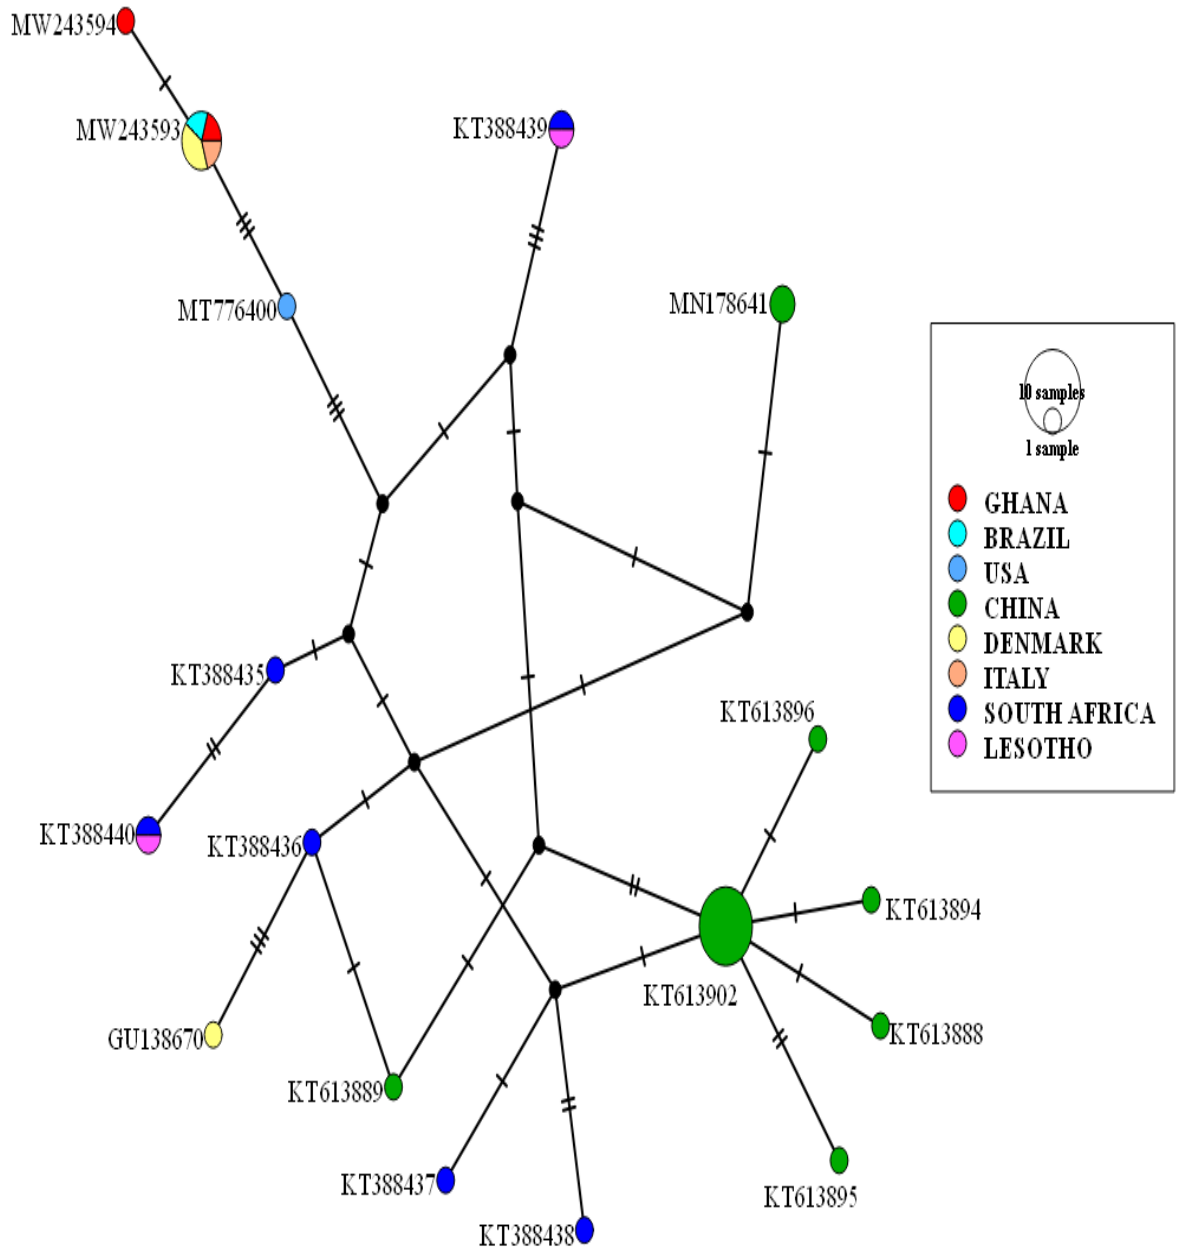 MW243594
MW243593
KT388439
MT776400
MN178641
10 samples
1 sample
GHANA
BRAZIL
USA
CHINA
DENMARK
ITALY
SOUTH AFRICA
LESOTHO
KT388435
KT613896
KT388440
KT388436
KT613894
KT613902
KT613888
GU138670
KT613889
KT388437
KT613895
KT388438